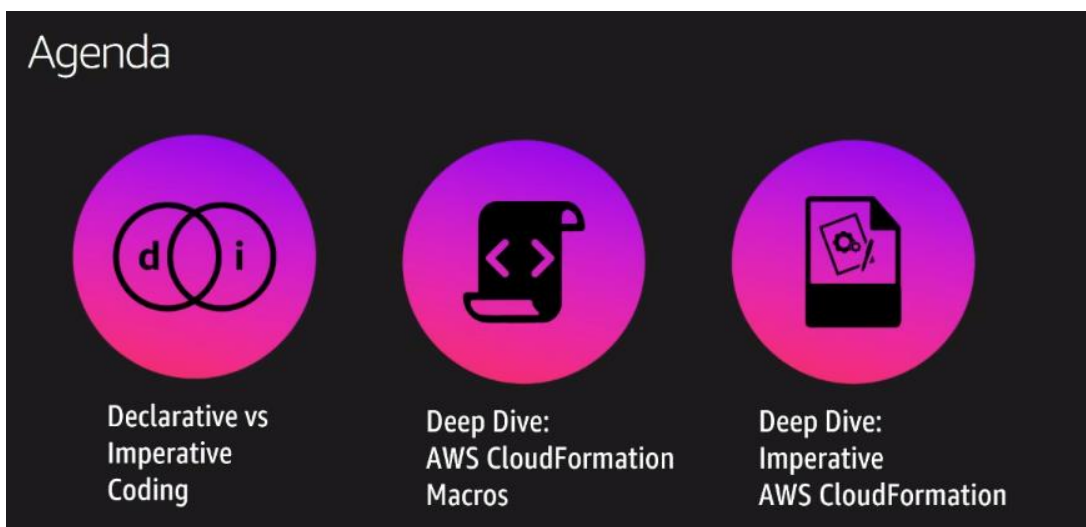 Agenda
d i
Declarative vs
Imperative
Coding
Deep Dive:
AWS CloudFormation
Macros
Deep Dive:
Imperative
AWS CloudFormation